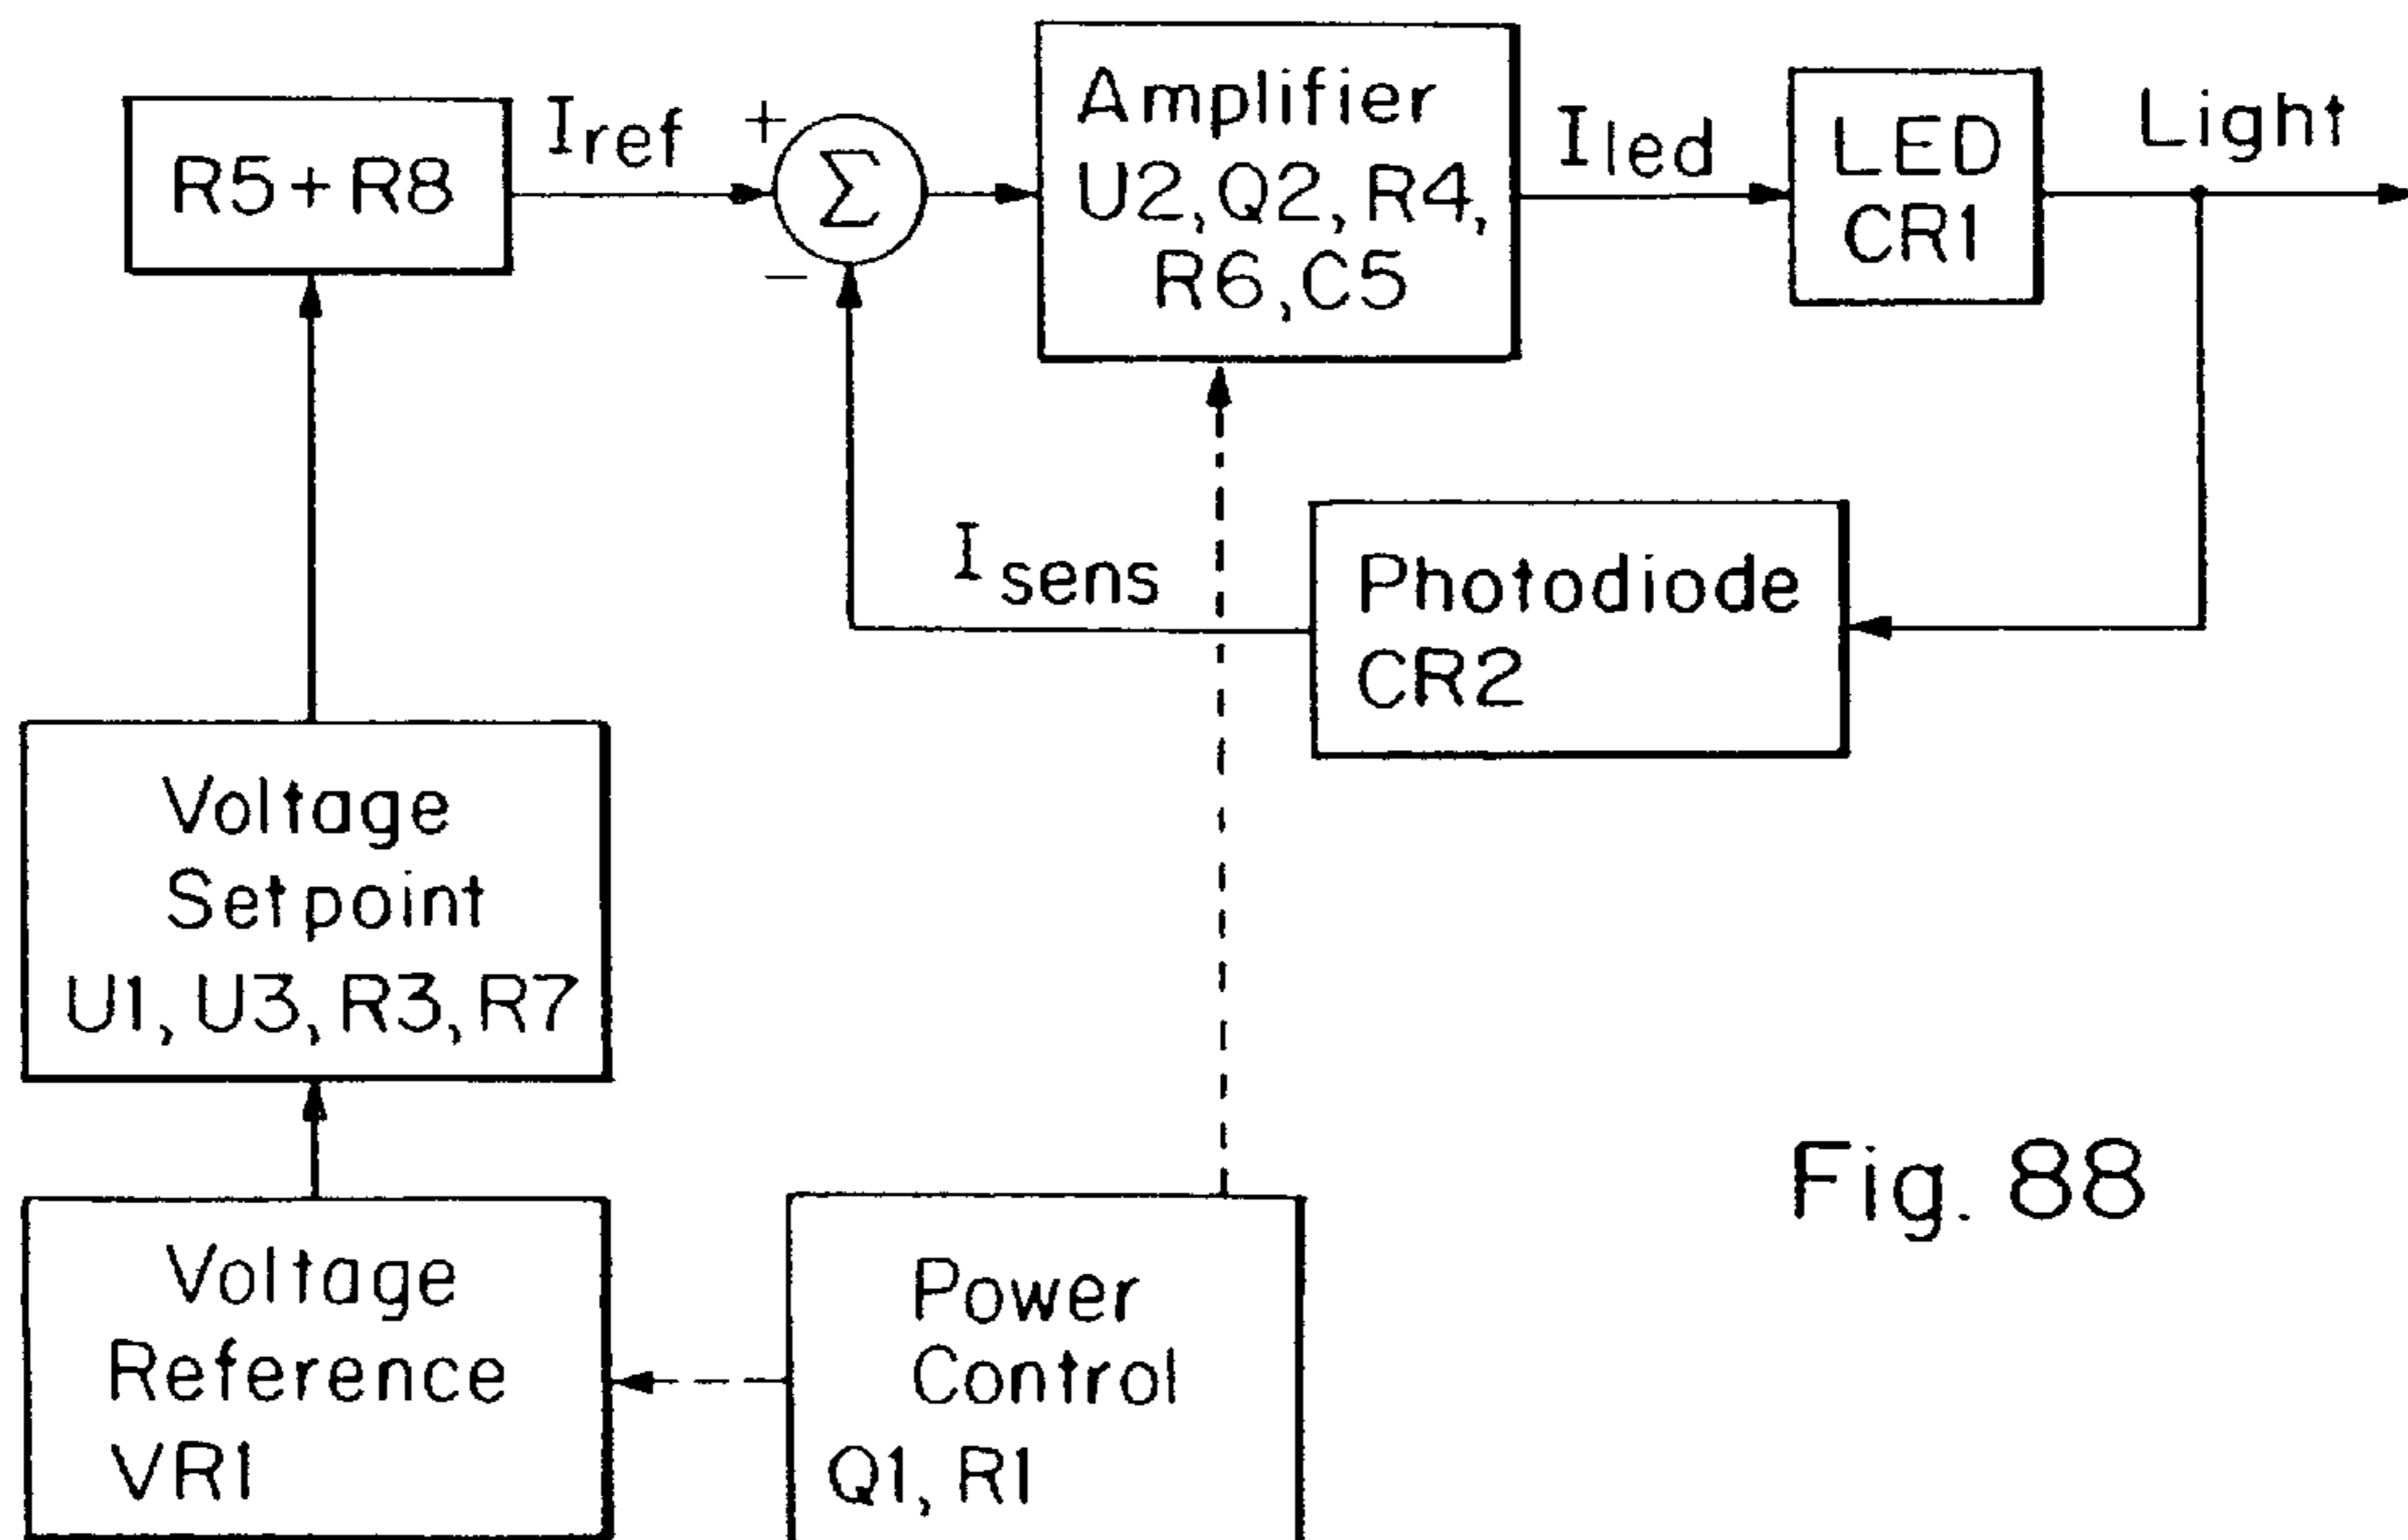 R5+R8
Iref
+
Σ
−
Amplifier
U2,Q2,R4,
R6,C5
Iled
LED
CR1
Light
Isens
Photodiode
CR2
Voltage
Setpoint
U1, U3, R3, R7
Voltage
Reference
VR1
Power
Control
Q1, R1
Fig. 88